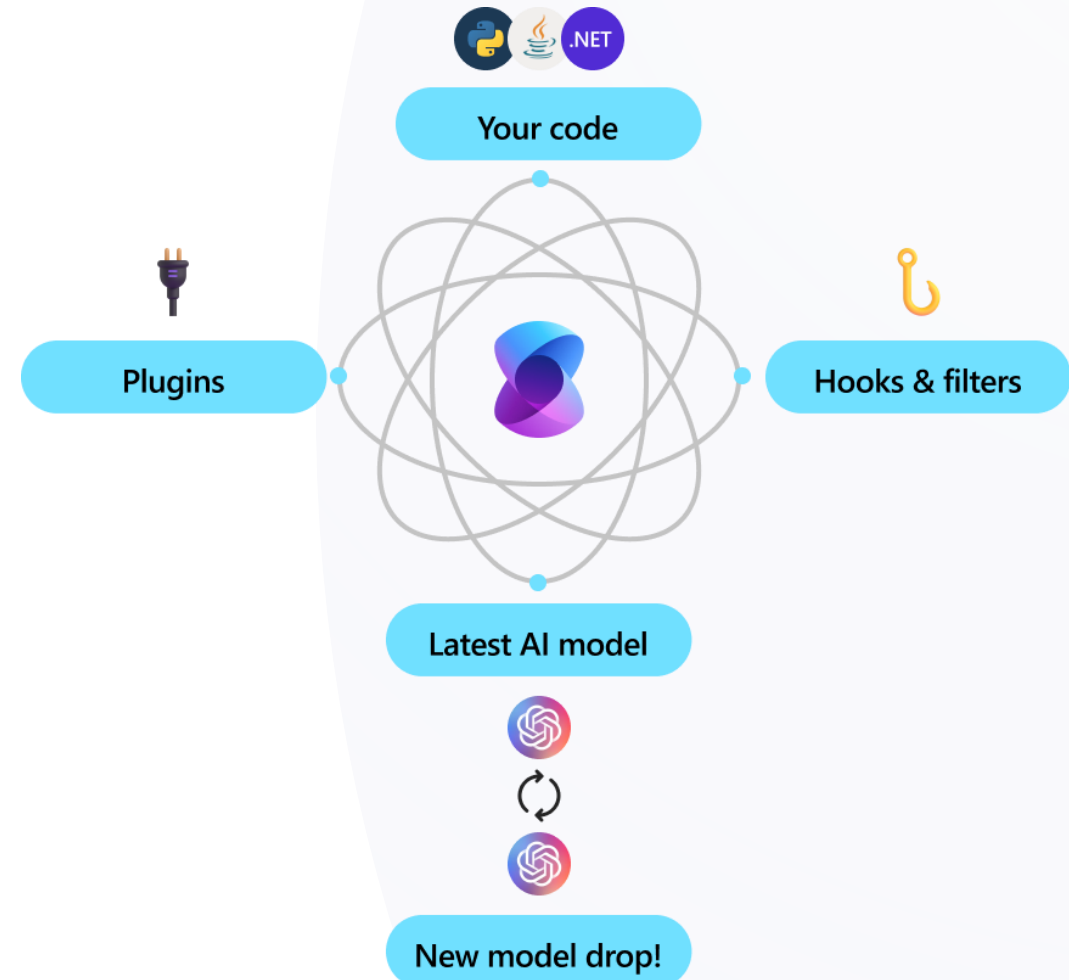 .NET
Your code
Plugins
Hooks & filters
Latest AI model
New model drop!